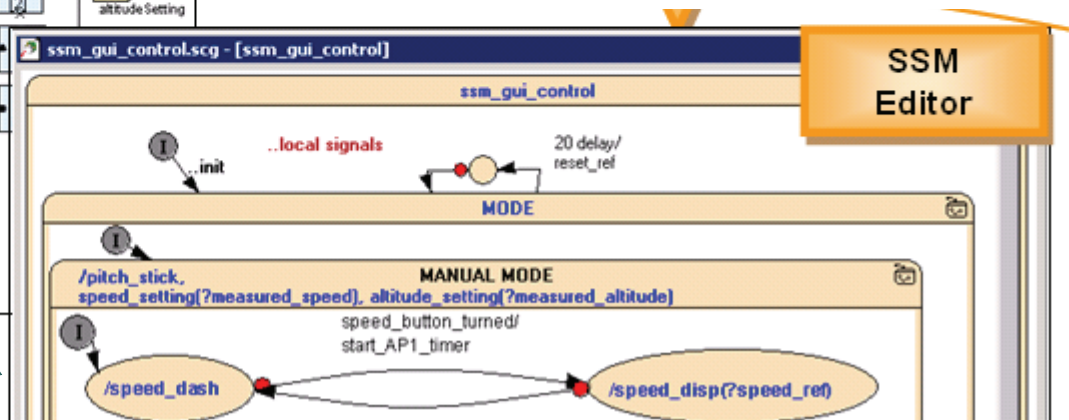 altitude Setting
ssm_gui_control.scg - [ssm_gui_control]
SSM
Editor
ssm_gui_control
I
..init
..local signals
20 delay/
reset_ref
MODE
I
/pitch_stick,
MANUAL MODE
speed_setting(?measured_speed), altitude_setting(?measured_altitude)
I
speed_button_turned/
start_AP1_timer
/speed_dash
/speed_disp(?speed_ref)